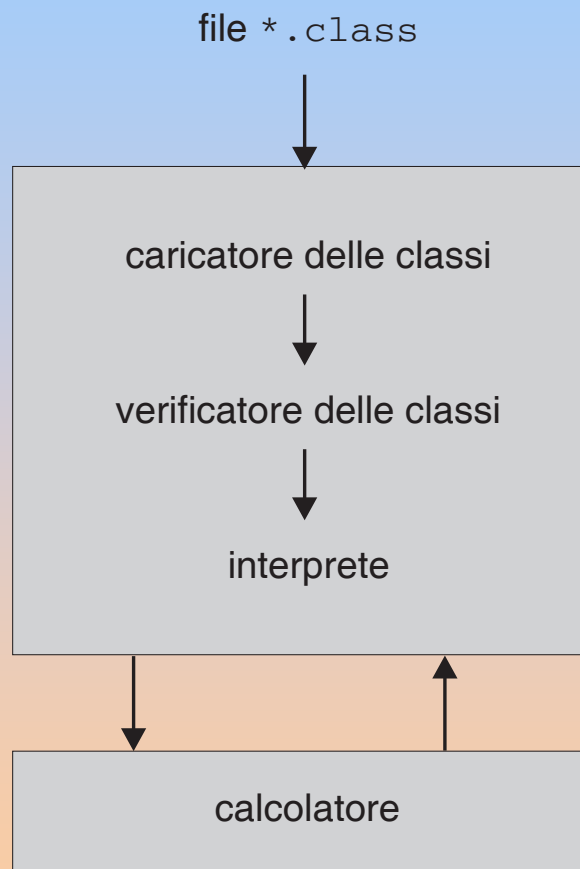 file *.class
caricatore delle classi
verificatore delle classi
interprete
calcolatore